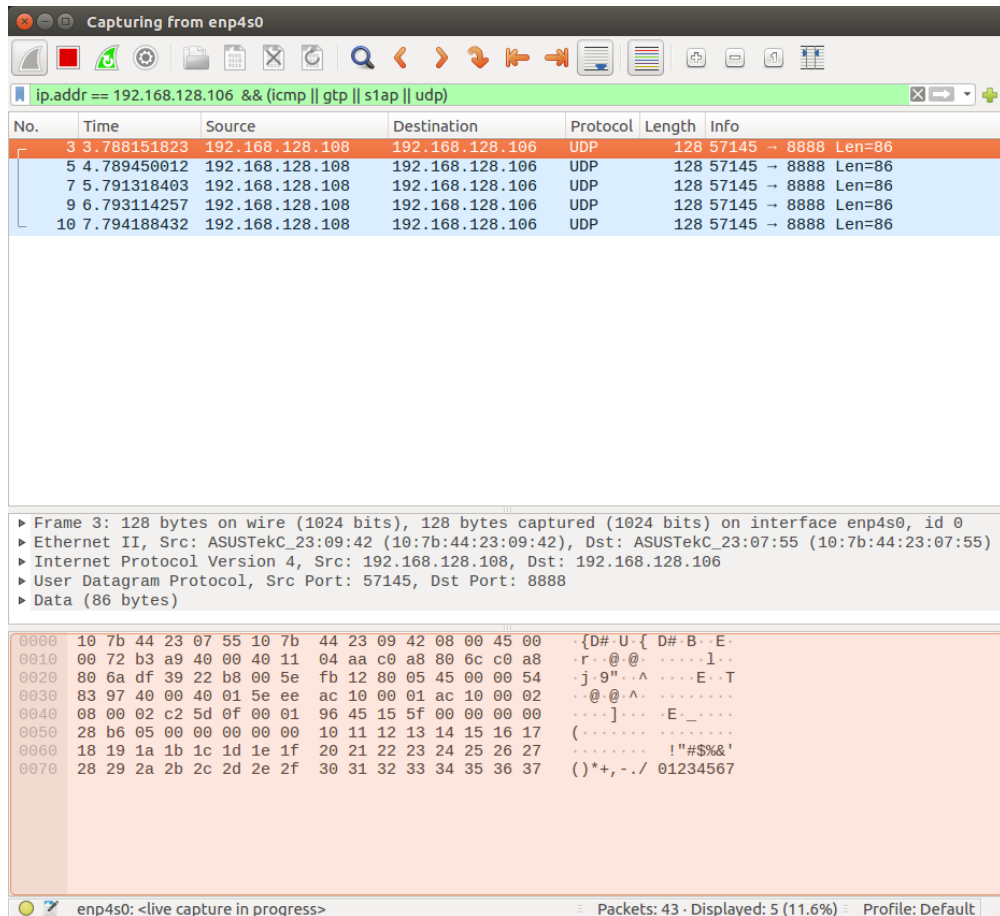 Capturing from enp4s0
ip.addr == 192.168.128.106 && (icmp || gtp || s1ap || udp)
No. Time Source Destination Protocol Length Info
3 3.788151823 192.168.128.108 192.168.128.106 UDP 128 57145 → 8888 Len=86
5 4.789450012 192.168.128.108 192.168.128.106 UDP 128 57145 → 8888 Len=86
7 5.791318403 192.168.128.108 192.168.128.106 UDP 128 57145 → 8888 Len=86
9 6.793114257 192.168.128.108 192.168.128.106 UDP 128 57145 → 8888 Len=86
10 7.794188432 192.168.128.108 192.168.128.106 UDP 128 57145 → 8888 Len=86
Frame 3: 128 bytes on wire (1024 bits), 128 bytes captured (1024 bits) on interface enp4s0, id 0
Ethernet II, Src: ASUSTekC_23:09:42 (10:7b:44:23:09:42), Dst: ASUSTekC_23:07:55 (10:7b:44:23:07:55)
Internet Protocol Version 4, Src: 192.168.128.108, Dst: 192.168.128.106
User Datagram Protocol, Src Port: 57145, Dst Port: 8888
Data (86 bytes)
0000 10 7b 44 23 07 55 10 7b 44 23 09 42 08 00 45 00 ·{D#·U·{ D#·B··E·
0010 00 72 b3 a9 40 00 40 11 04 aa c0 a8 80 6c c0 a8 ·r··@·@· ·····l··
0020 80 6a df 39 22 b8 00 5e fb 12 80 05 45 00 00 54 ·j·9"··^ ····E··T
0030 83 97 40 00 40 01 5e ee ac 10 00 01 ac 10 00 02 ··@·@·^· ········
0040 08 00 02 c2 5d 0f 00 01 96 45 15 5f 00 00 00 00 ····]··· ·E·_····
0050 28 b6 05 00 00 00 00 00 10 11 12 13 14 15 16 17 (······· ········
0060 18 19 1a 1b 1c 1d 1e 1f 20 21 22 23 24 25 26 27 ········ !"#$%&'
0070 28 29 2a 2b 2c 2d 2e 2f 30 31 32 33 34 35 36 37 ()*+,-./ 01234567
enp4s0: <live capture in progress> Packets: 43 · Displayed: 5 (11.6%) Profile: Default